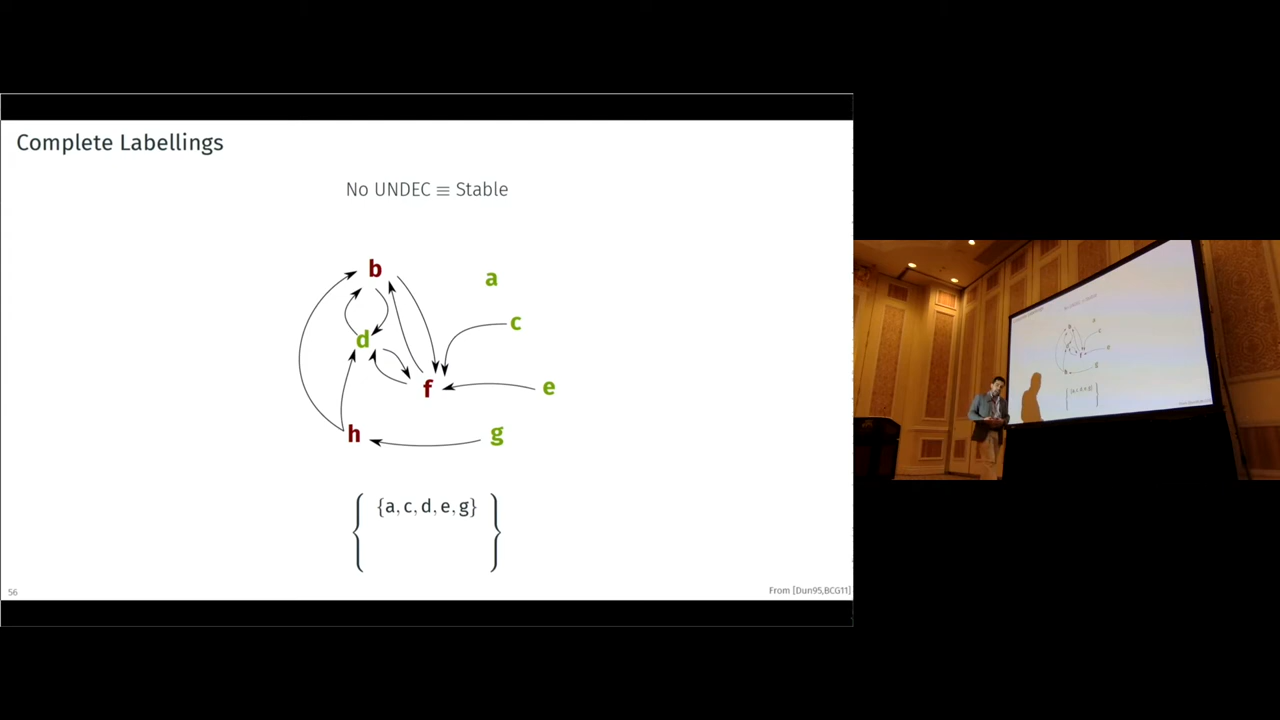 Complete Labellings
No UNDEC ≡ Stable
b
a
c
d
f
e
h
g
{a, c, d, e, g}
56
From [Dun95,BCG11]